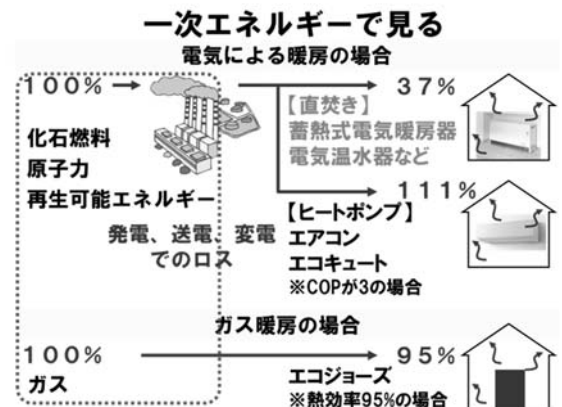 一次エネルギーで見る
電気による暖房の場合
100%
37%
【直焚き】
蓄熱式電気暖房器
電気温水器など
化石燃料
原子力
再生可能エネルギー
111%
【ヒートポンプ】
エアコン
エコキュート
※COPが3の場合
発電、送電、変電
でのロス
ガス暖房の場合
100%
95%
ガス
エコジョーズ
※熱効率95%の場合